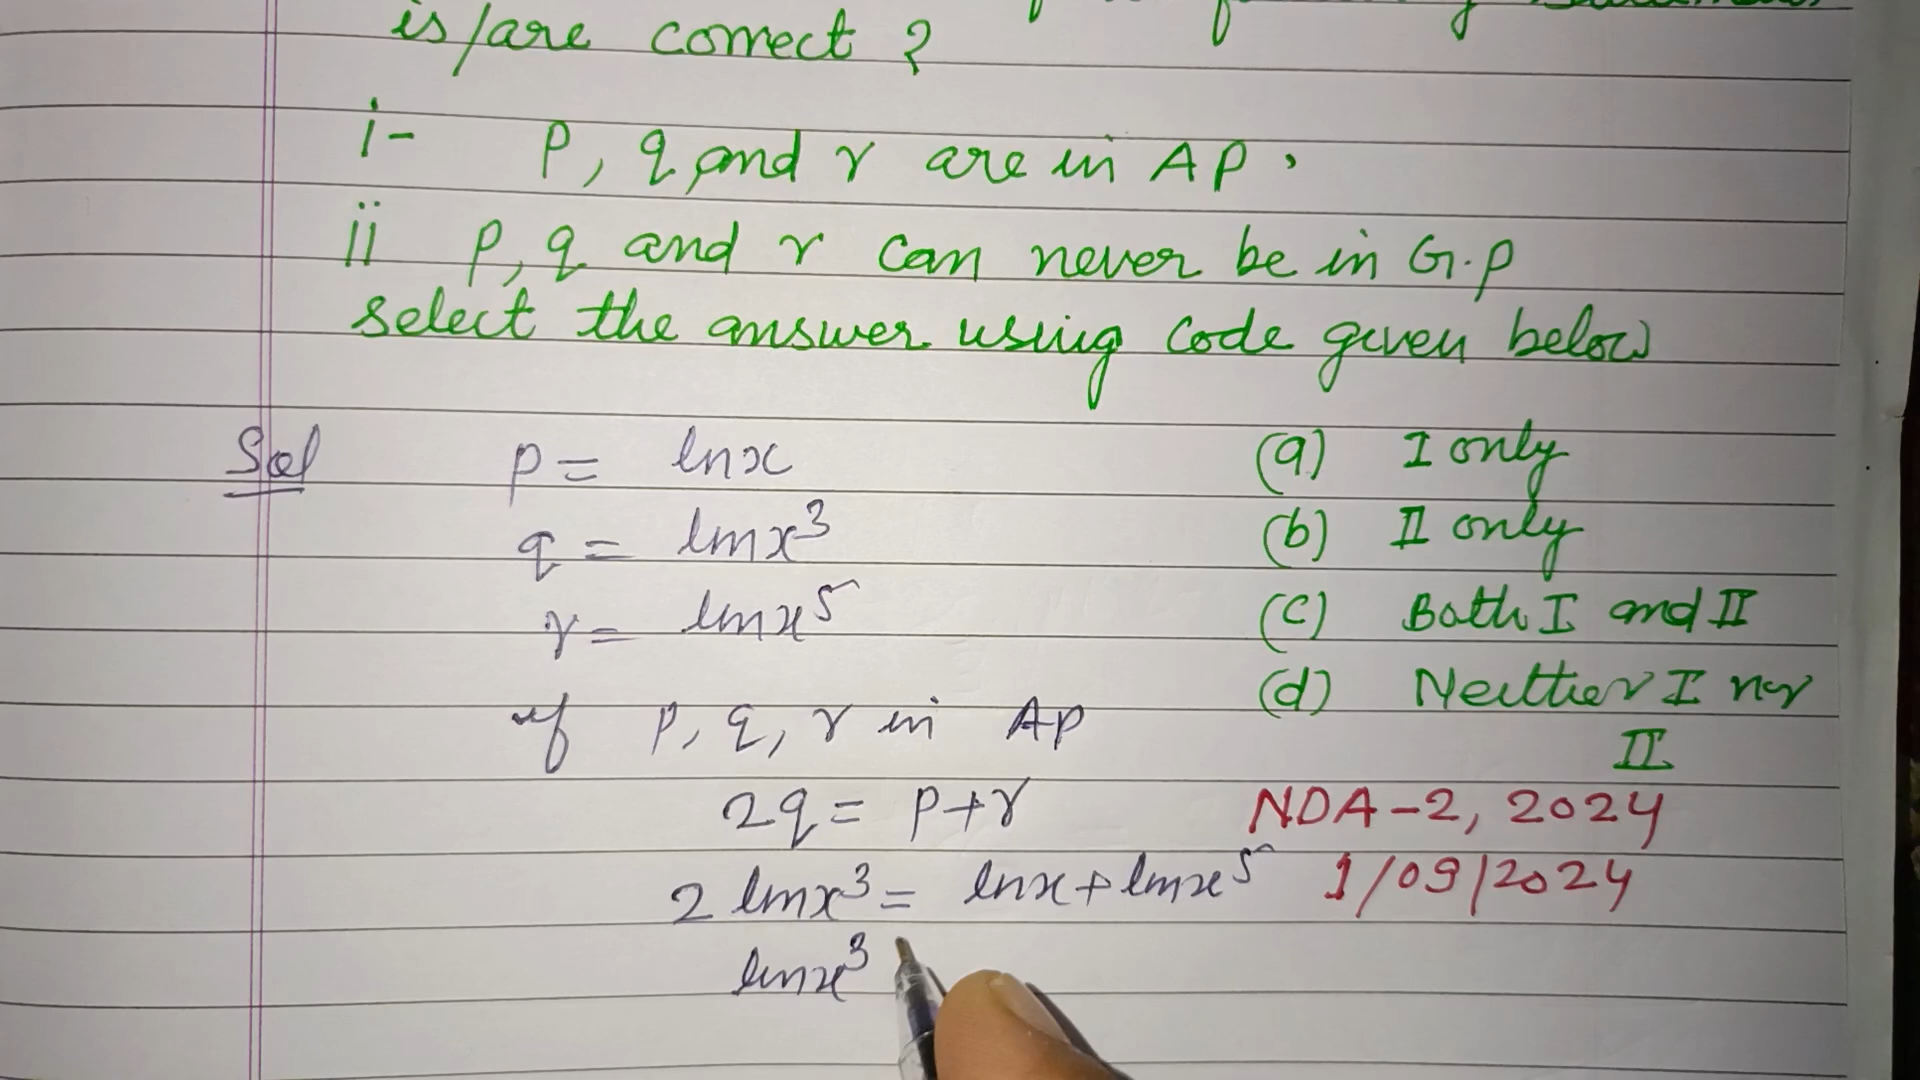 is/are correct ?
i- P, q and r are in AP.
ii P, q and r can never be in G.P
select the answer using code given below
Sol p = lnx
(a) I only
q = lnx³
(b) II only
r = lnx⁵
(c) Both I and II
if P, q, r in AP
(d) Neither I nor
II
2q = p+r
NDA-2, 2024
2 lnx³ = lnx + lnx⁵
1/09/2024
lnx³